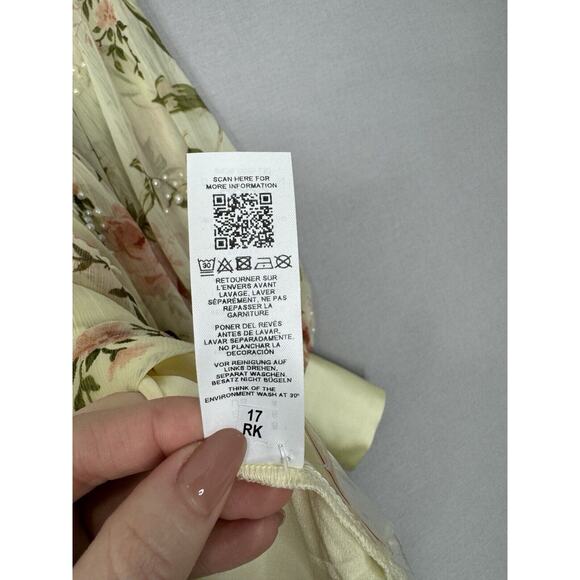 SCAN HERE FOR
MORE INFORMATION
30
RETOURNER SUR
L'ENVERS AVANT
LAVAGE, LAVER
SÉPARÉMENT, NE PAS
REPASSER LA
GARNITURE
PONER DEL REVÉS
ANTES DE LAVAR,
LAVAR SEPARADAMENTE,
NO PLANCHAR LA
DECORACIÓN
VOR REINIGUNG AUF
LINKS DREHEN,
SEPARAT WASCHEN,
BESATZ NICHT BÜGELN
THINK OF THE
ENVIRONMENT WASH AT 30°
17
RK